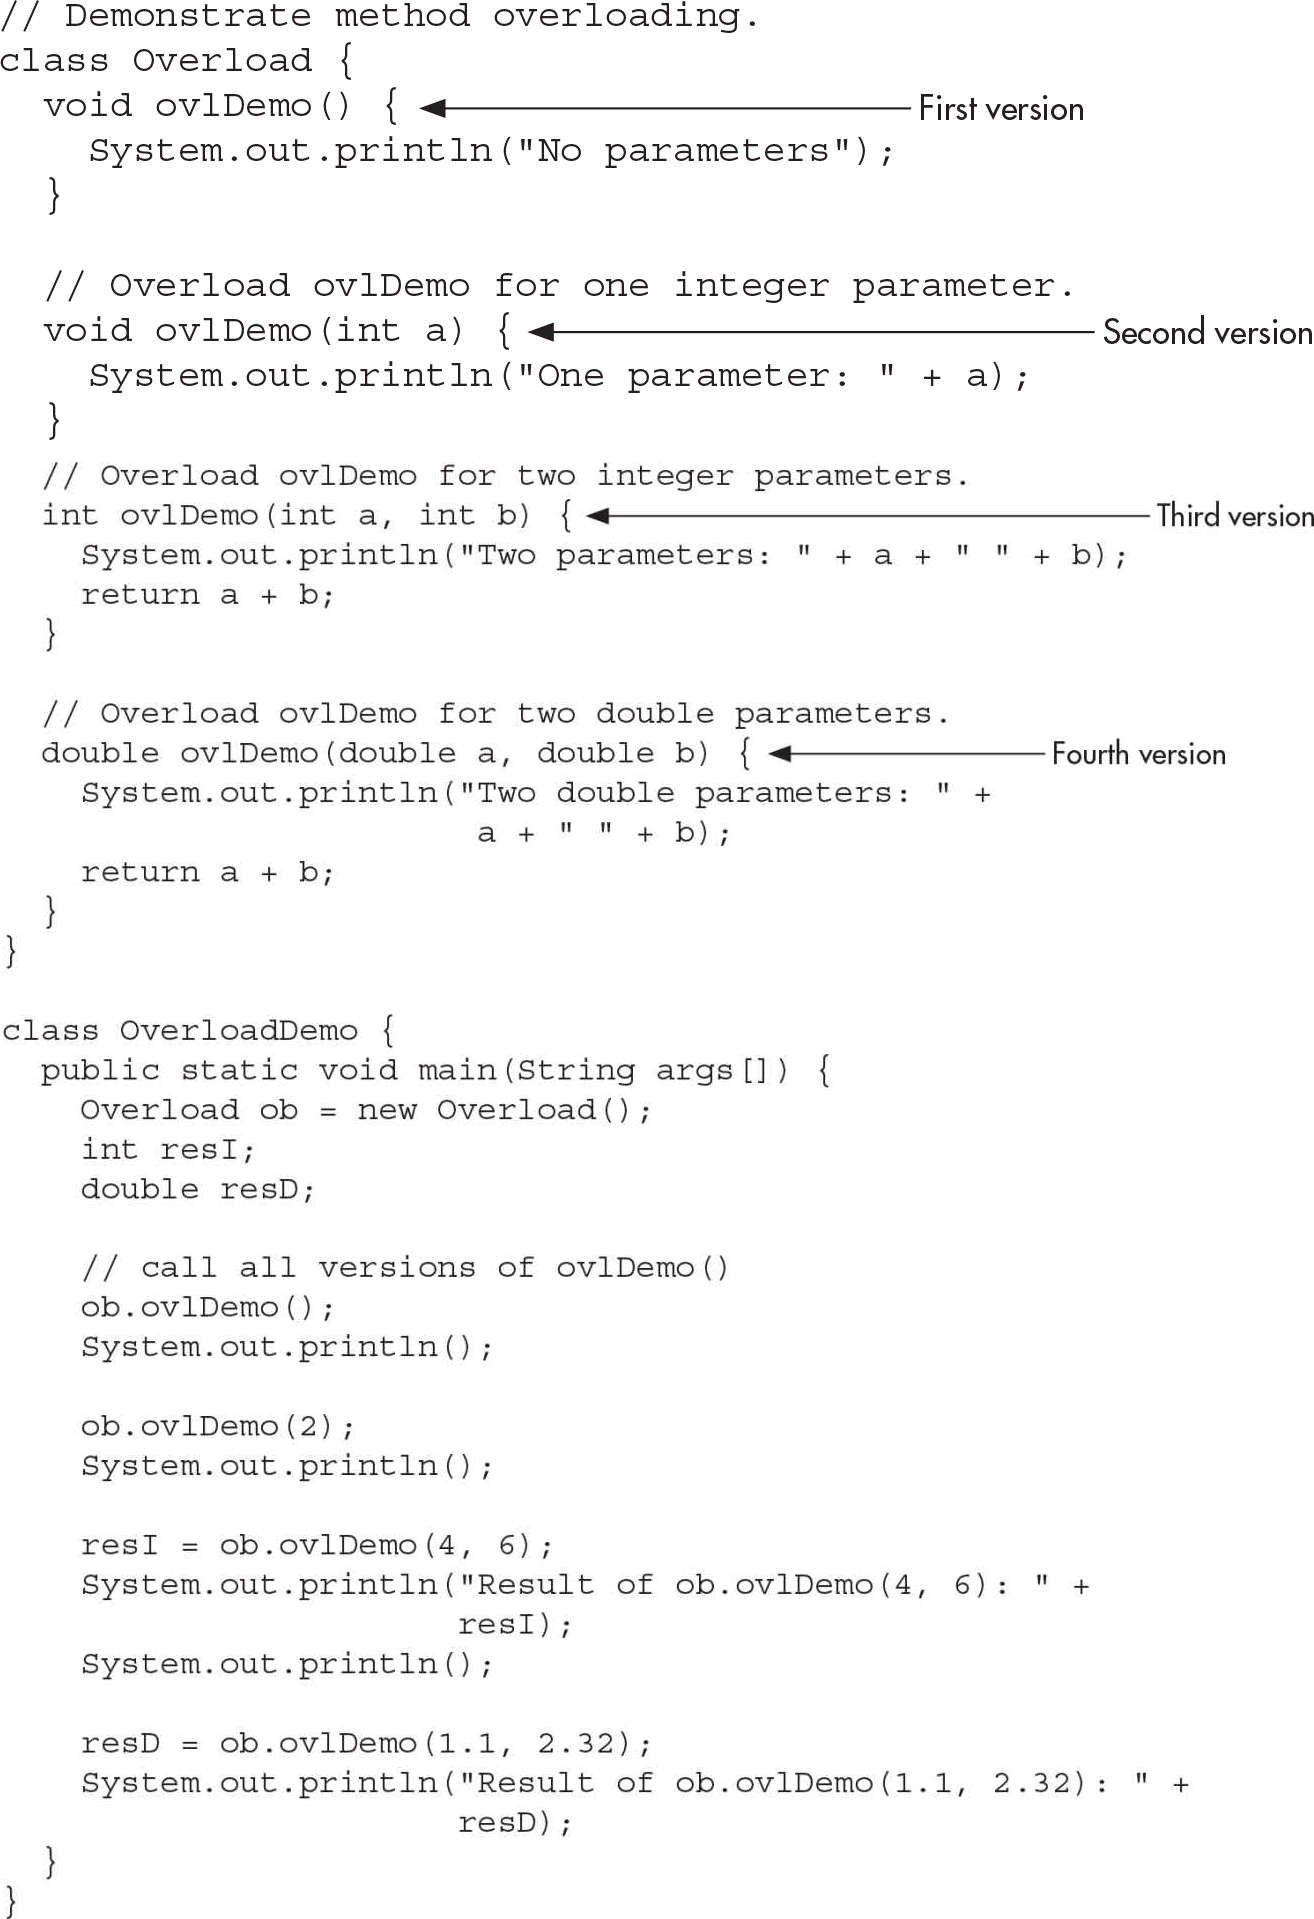 // Demonstrate method overloading.
class Overload {
  void ovlDemo() { First version
    System.out.println("No parameters");
  }

  // Overload ovlDemo for one integer parameter.
  void ovlDemo(int a) { Second version
    System.out.println("One parameter: " + a);
  }
  // Overload ovlDemo for two integer parameters.
  int ovlDemo(int a, int b) { Third version
    System.out.println("Two parameters: " + a + " " + b);
    return a + b;
  }

  // Overload ovlDemo for two double parameters.
  double ovlDemo(double a, double b) { Fourth version
    System.out.println("Two double parameters: " +
                        a + " " + b);
    return a + b;
  }
}

class OverloadDemo {
  public static void main(String args[]) {
    Overload ob = new Overload();
    int resI;
    double resD;

    // call all versions of ovlDemo()
    ob.ovlDemo();
    System.out.println();

    ob.ovlDemo(2);
    System.out.println();

    resI = ob.ovlDemo(4, 6);
    System.out.println("Result of ob.ovlDemo(4, 6): " +
                       resI);
    System.out.println();

    resD = ob.ovlDemo(1.1, 2.32);
    System.out.println("Result of ob.ovlDemo(1.1, 2.32): " +
                       resD);
  }
}